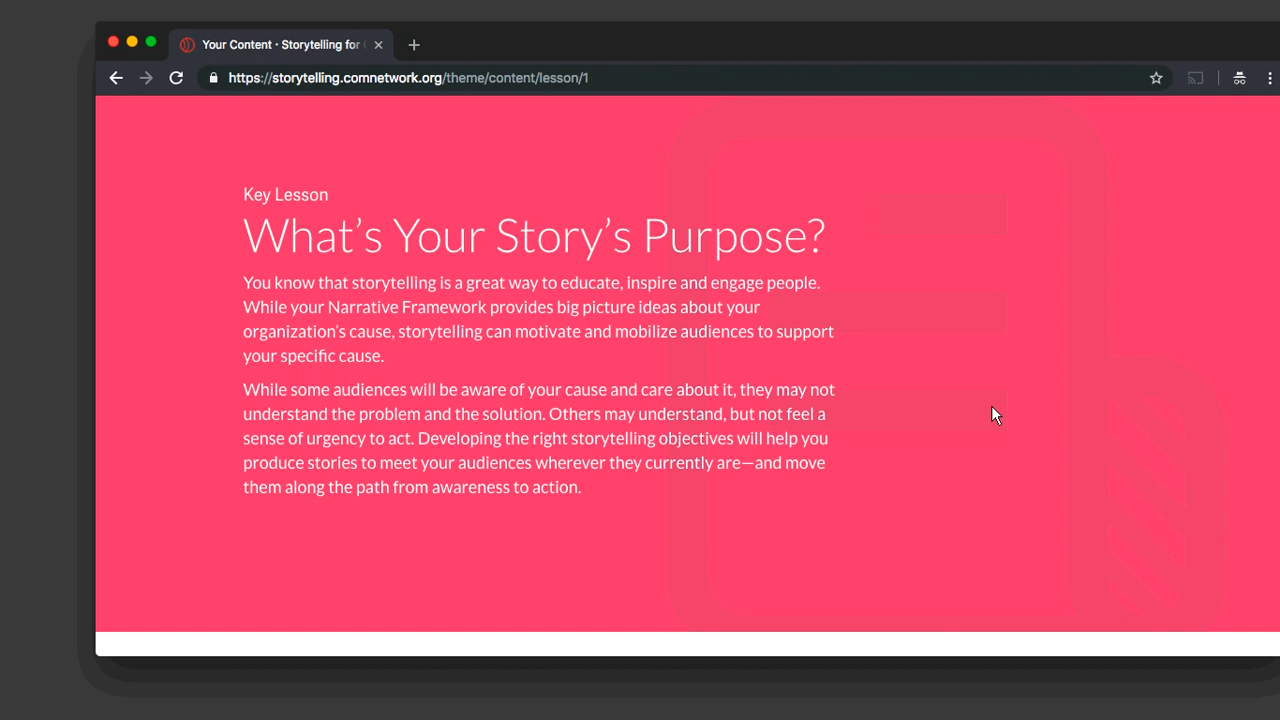 Your Content · Storytelling for
https://storytelling.comnetwork.org/theme/content/lesson/1
Key Lesson
What’s Your Story’s Purpose?
You know that storytelling is a great way to educate, inspire and engage people.
While your Narrative Framework provides big picture ideas about your
organization’s cause, storytelling can motivate and mobilize audiences to support
your specific cause.
While some audiences will be aware of your cause and care about it, they may not
understand the problem and the solution. Others may understand, but not feel a
sense of urgency to act. Developing the right storytelling objectives will help you
produce stories to meet your audiences wherever they currently are—and move
them along the path from awareness to action.